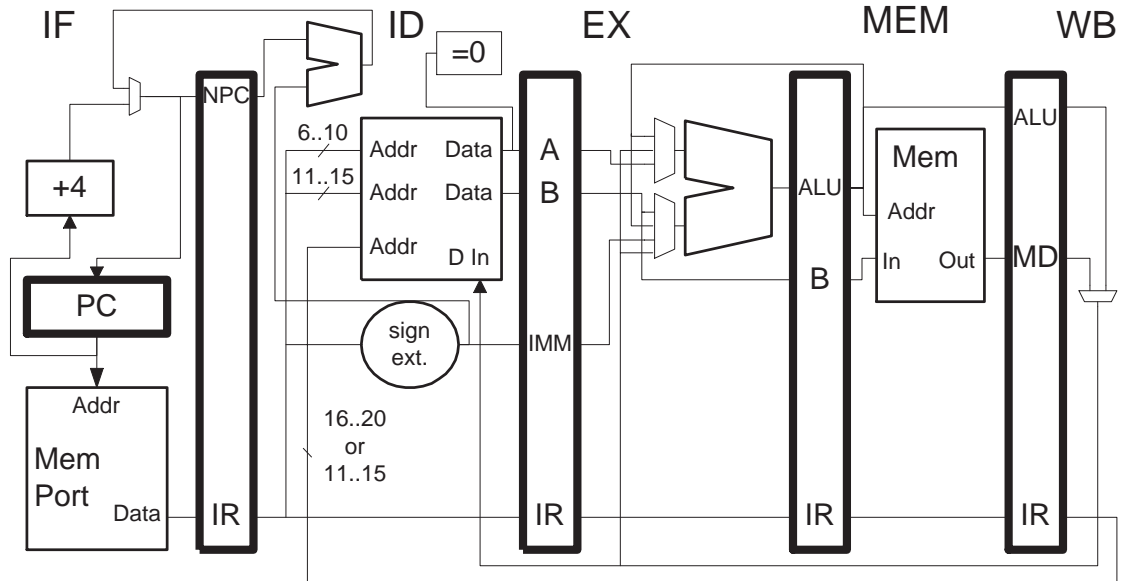 IF
ID
EX
MEM
WB
=0
NPC
+4
PC
Addr
Mem
Port
Data
IR
6..10
11..15
Addr
Addr
Addr
Data
Data
D In
sign
ext.
16..20
or
11..15
A
B
IMM
IR
ALU
B
IR
Mem
Addr
In
Out
ALU
MD
IR